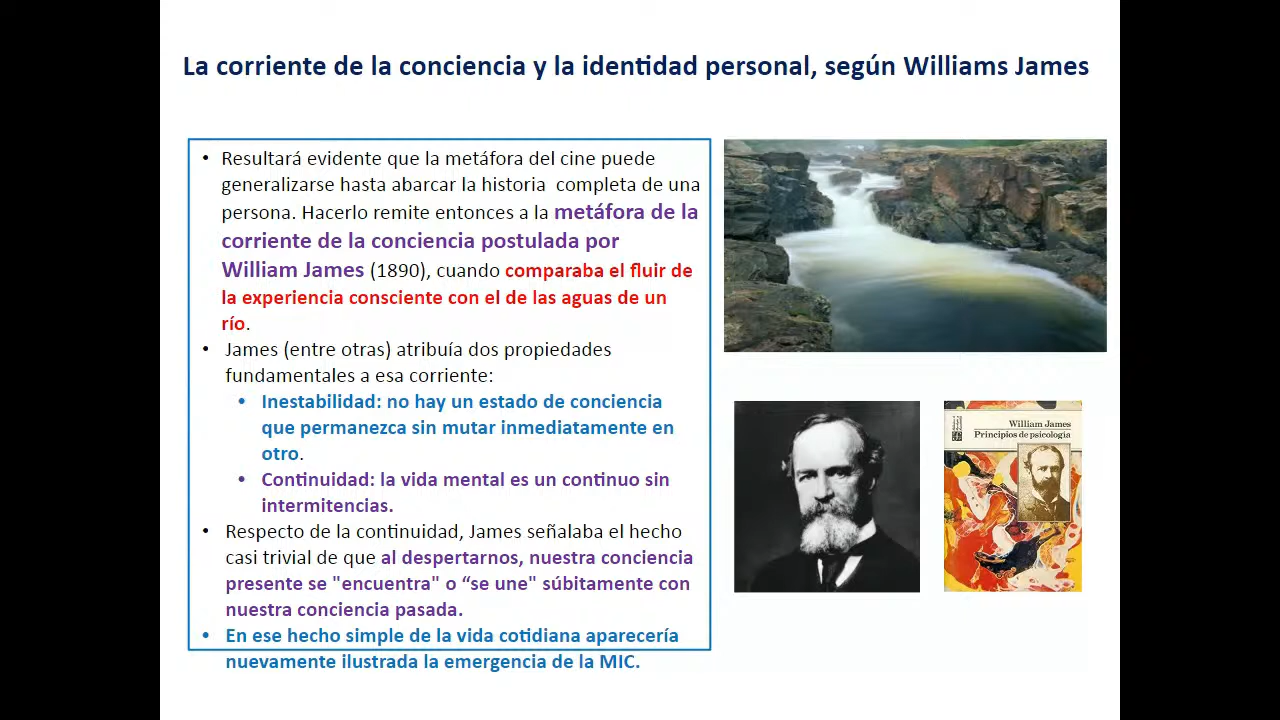 La corriente de la conciencia y la identidad personal, según Williams James
• Resultará evidente que la metáfora del cine puede
generalizarse hasta abarcar la historia completa de una
persona. Hacerlo remite entonces a la metáfora de la
corriente de la conciencia postulada por
William James (1890), cuando comparaba el fluir de
la experiencia consciente con el de las aguas de un
río.
• James (entre otras) atribuía dos propiedades
fundamentales a esa corriente:
• Inestabilidad: no hay un estado de conciencia
que permanezca sin mutar inmediatamente en
otro.
• Continuidad: la vida mental es un continuo sin
intermitencias.
• Respecto de la continuidad, James señalaba el hecho
casi trivial de que al despertarnos, nuestra conciencia
presente se "encuentra" o “se une" súbitamente con
nuestra conciencia pasada.
• En ese hecho simple de la vida cotidiana aparecería
nuevamente ilustrada la emergencia de la MIC.
William James
Principios de psicología